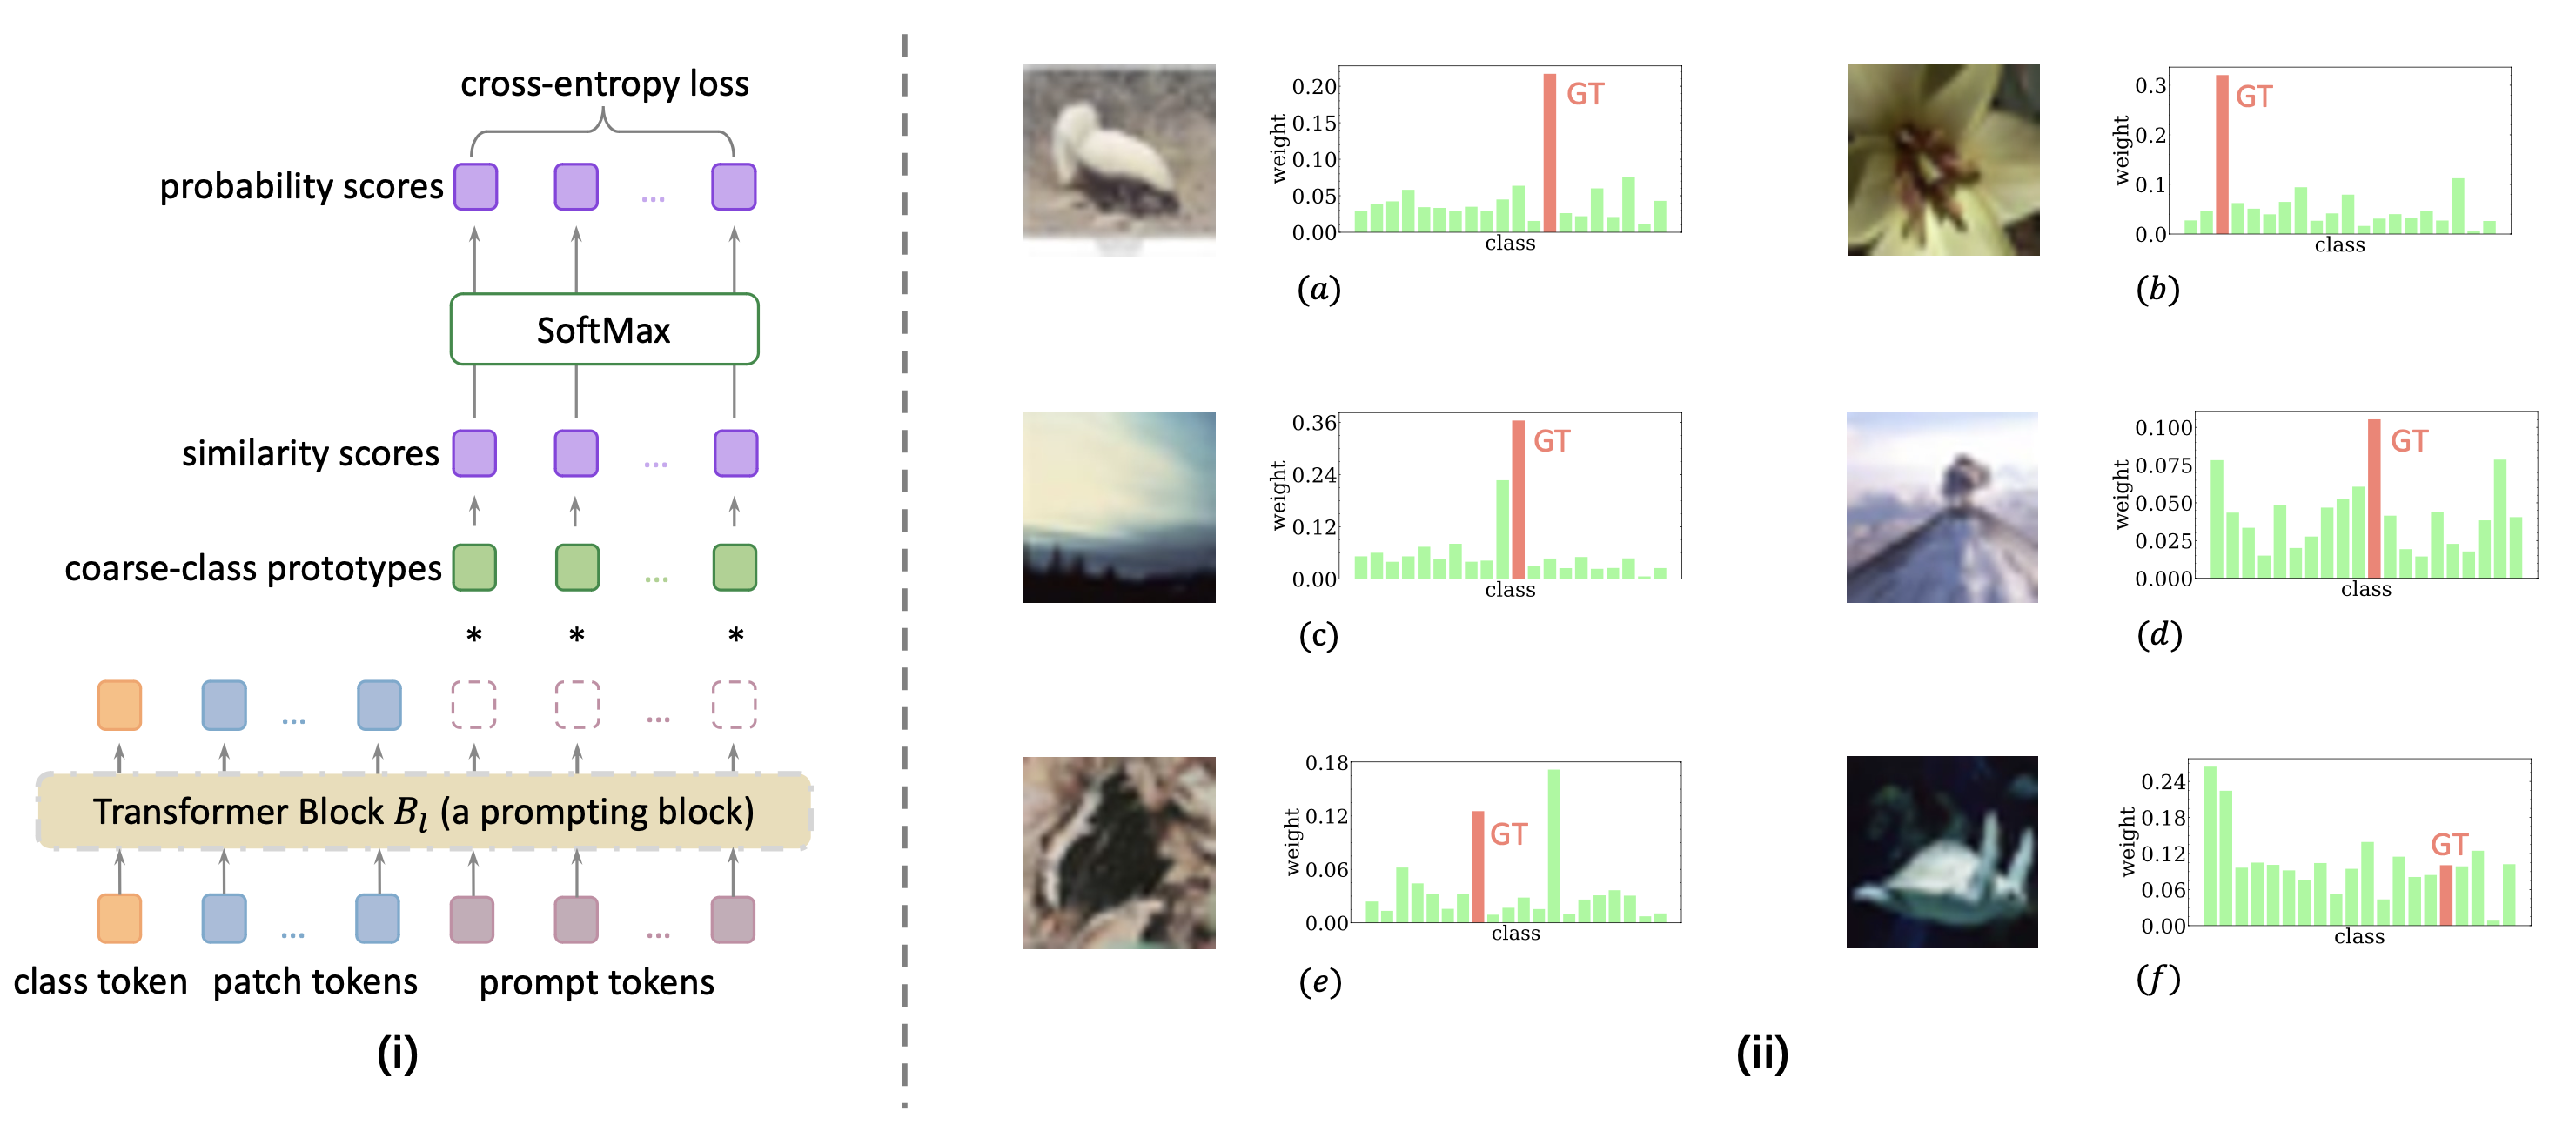 cross-entropy loss
probability scores
...
SoftMax
similarity scores
...
coarse-class prototypes
...
* * *
... ...
Transformer Block B_l (a prompting block)
... ...
class token patch tokens prompt tokens
(i)
0.20
0.15
0.10
0.05
0.00
weight
GT
class
(a)
0.3
0.2
0.1
0.0
weight
GT
class
(b)
0.36
0.24
0.12
0.00
weight
GT
class
(c)
0.100
0.075
0.050
0.025
0.000
weight
GT
class
(d)
0.18
0.12
0.06
0.00
weight
GT
class
(e)
0.24
0.18
0.12
0.06
0.00
weight
GT
class
(f)
(ii)